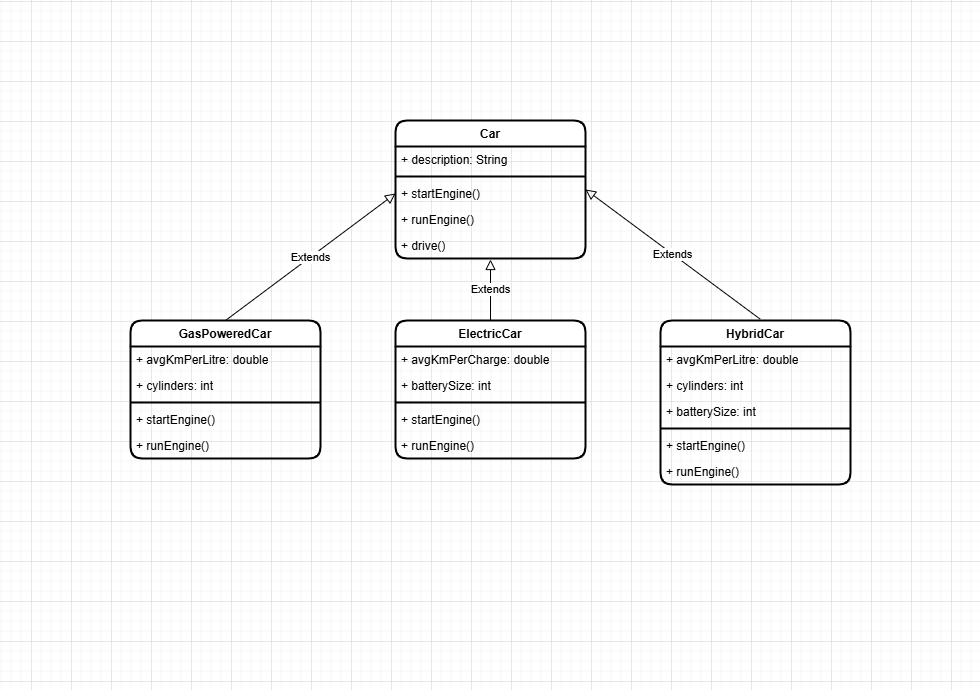 Car
+ description: String
+ startEngine()
+ runEngine()
+ drive()
Extends
Extends
Extends
GasPoweredCar
+ avgKmPerLitre: double
+ cylinders: int
+ startEngine()
+ runEngine()
ElectricCar
+ avgKmPerCharge: double
+ batterySize: int
+ startEngine()
+ runEngine()
HybridCar
+ avgKmPerLitre: double
+ cylinders: int
+ batterySize: int
+ startEngine()
+ runEngine()